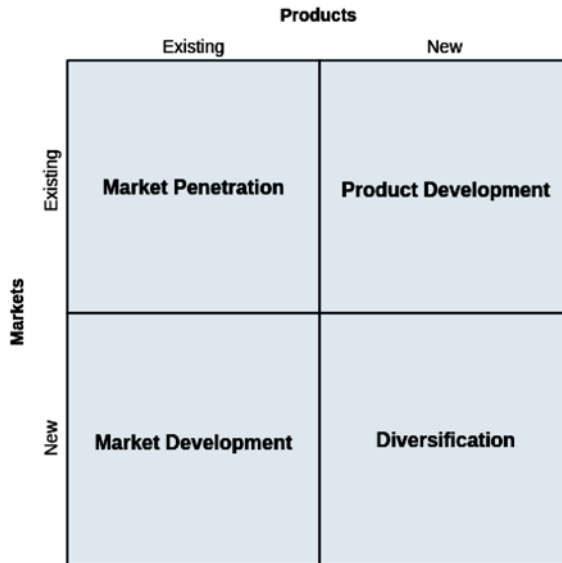 Products
Existing New
Existing
Market Penetration Product Development
Markets
New
Market Development Diversification